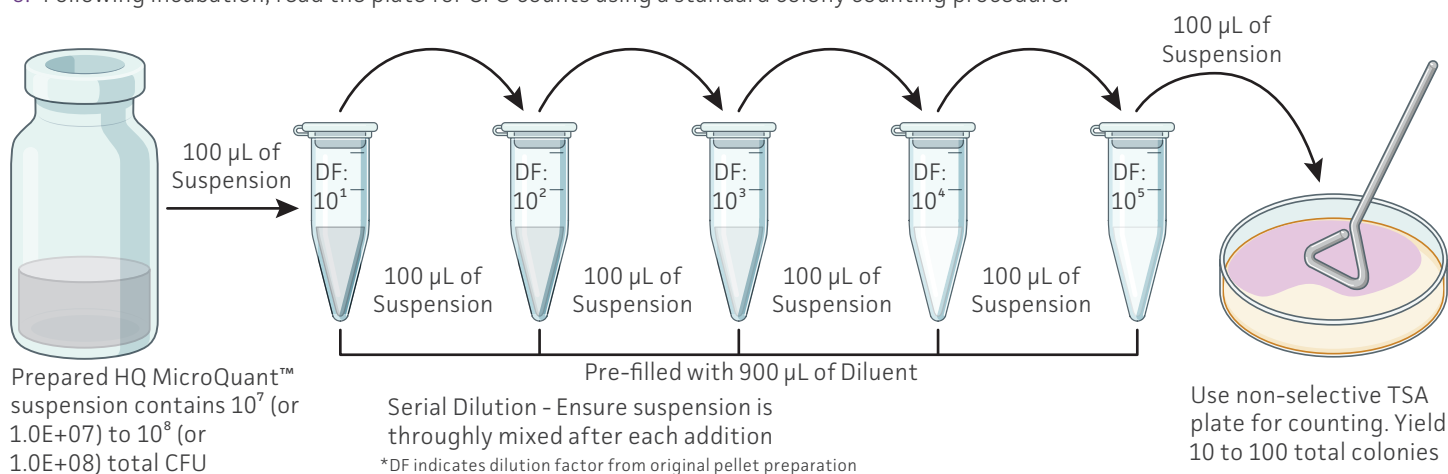 Following incubation, read the plate for CFU counts using a standard colony counting procedure.
100 µL of
Suspension
100 µL of
Suspension
DF:
10¹
DF:
10²
DF:
10³
DF:
10⁴
DF:
10⁵
100 µL of
Suspension
100 µL of
Suspension
100 µL of
Suspension
100 µL of
Suspension
Pre-filled with 900 µL of Diluent
Prepared HQ MicroQuant™
suspension contains 10⁷ (or
1.0E+07) to 10⁸ (or
1.0E+08) total CFU
Serial Dilution - Ensure suspension is
throughly mixed after each addition
*DF indicates dilution factor from original pellet preparation
Use non-selective TSA
plate for counting. Yield
10 to 100 total colonies